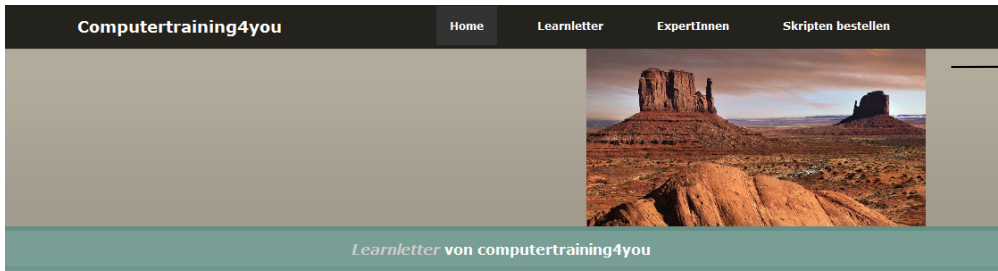 Computertraining4you
Home Learnletter ExpertInnen Skripten bestellen
Learnletter von computertraining4you